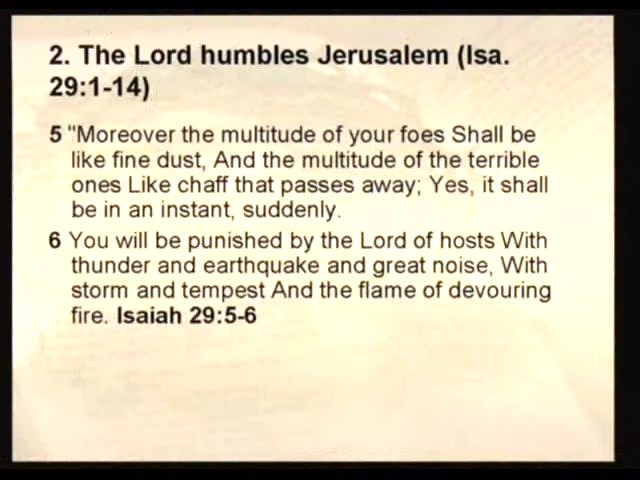 2. The Lord humbles Jerusalem (Isa.
29:1-14)
5 "Moreover the multitude of your foes Shall be
like fine dust, And the multitude of the terrible
ones Like chaff that passes away; Yes, it shall
be in an instant, suddenly.
6 You will be punished by the Lord of hosts With
thunder and earthquake and great noise, With
storm and tempest And the flame of devouring
fire. Isaiah 29:5-6